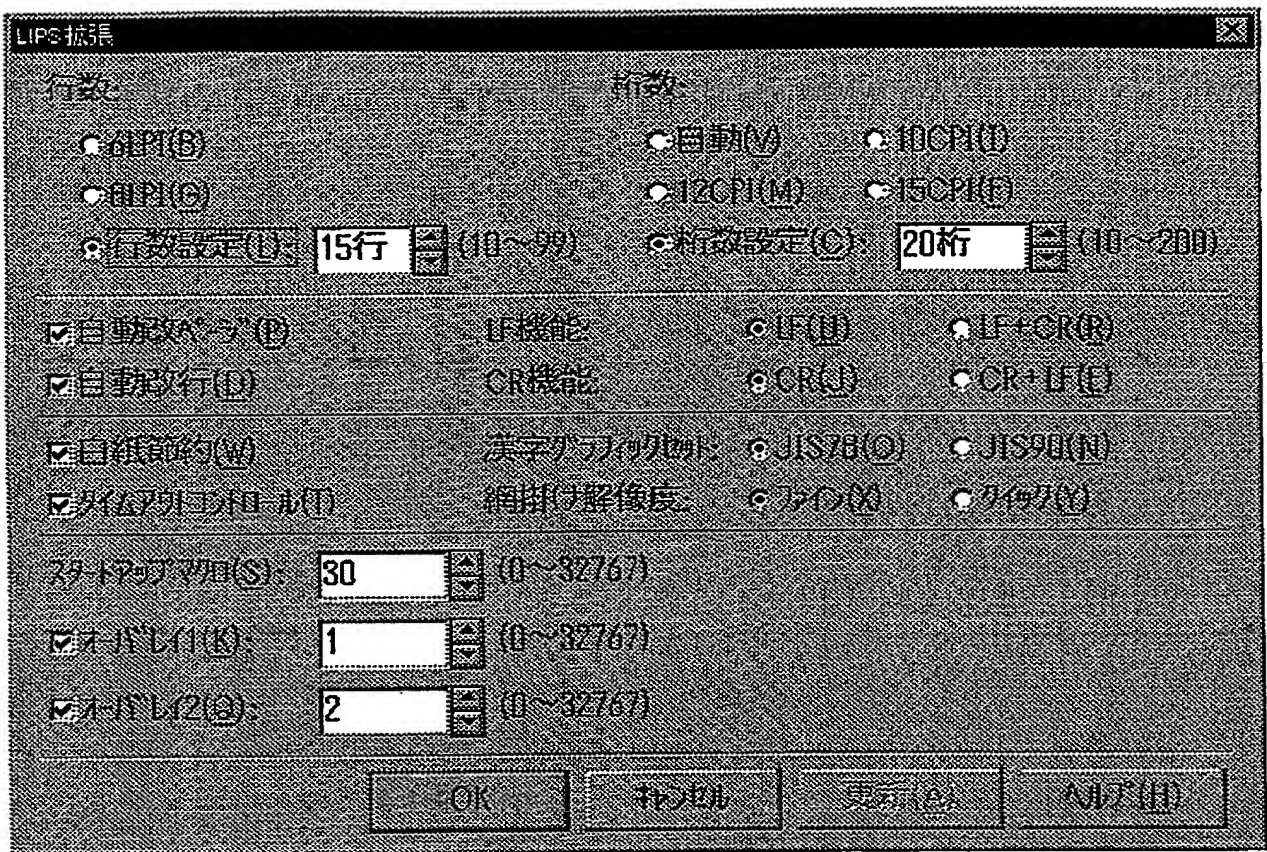 LIPS拡張
行数: 桁数:
6LPI(B) 自動(V) 10CPI(I)
8LPI(G) 12CPI(M) 15CPI(F)
行数設定(L): 15行 (10～99) 桁数設定(C): 20桁 (10～200)
自動改ﾍﾟｰｼﾞ(P) LF機能: LF(U) LF+CR(R)
自動改行(D) CR機能: CR(J) CR+LF(E)
白紙節約(W) 漢字ｸﾞﾗﾌｨｯｸｾｯﾄ: JIS78(O) JIS90(N)
ﾀｲﾑｱｳﾄｺﾝﾄﾛｰﾙ(T) 網掛け解像度: ﾌｧｲﾝ(X) ｸｲｯｸ(Y)
ｽﾀｰﾄｱｯﾌﾟﾏｸﾛ(S): 30 (0～32767)
ｵｰﾊﾞﾚｲ1(K): 1 (0～32767)
ｵｰﾊﾞﾚｲ2(Q): 2 (0～32767)
OK ｷｬﾝｾﾙ 更新(A) ﾍﾙﾌﾟ(H)